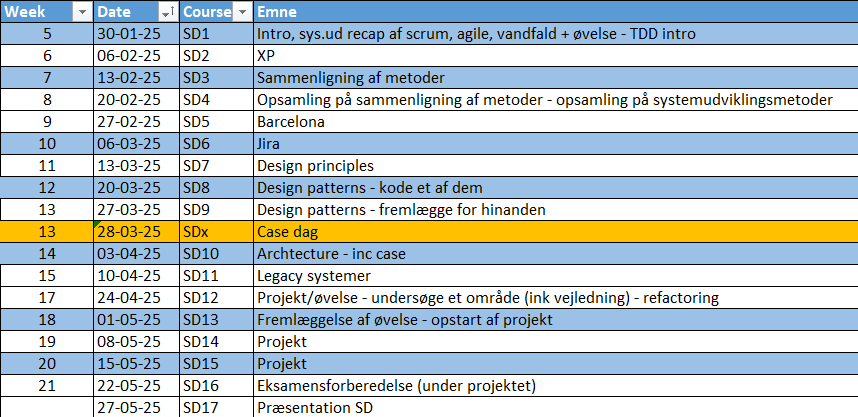 Week Date Course Emne
5 30-01-25 SD1 Intro, sys.ud recap af scrum, agile, vandfald + øvelse - TDD intro
6 06-02-25 SD2 XP
7 13-02-25 SD3 Sammenligning af metoder
8 20-02-25 SD4 Opsamling på sammenligning af metoder - opsamling på systemudviklingsmetoder
9 27-02-25 SD5 Barcelona
10 06-03-25 SD6 Jira
11 13-03-25 SD7 Design principles
12 20-03-25 SD8 Design patterns - kode et af dem
13 27-03-25 SD9 Design patterns - fremlægge for hinanden
13 28-03-25 SDx Case dag
14 03-04-25 SD10 Archtecture - inc case
15 10-04-25 SD11 Legacy systemer
17 24-04-25 SD12 Projekt/øvelse - undersøge et område (ink vejledning) - refactoring
18 01-05-25 SD13 Fremlæggelse af øvelse - opstart af projekt
19 08-05-25 SD14 Projekt
20 15-05-25 SD15 Projekt
21 22-05-25 SD16 Eksamensforberedelse (under projektet)
27-05-25 SD17 Præsentation SD